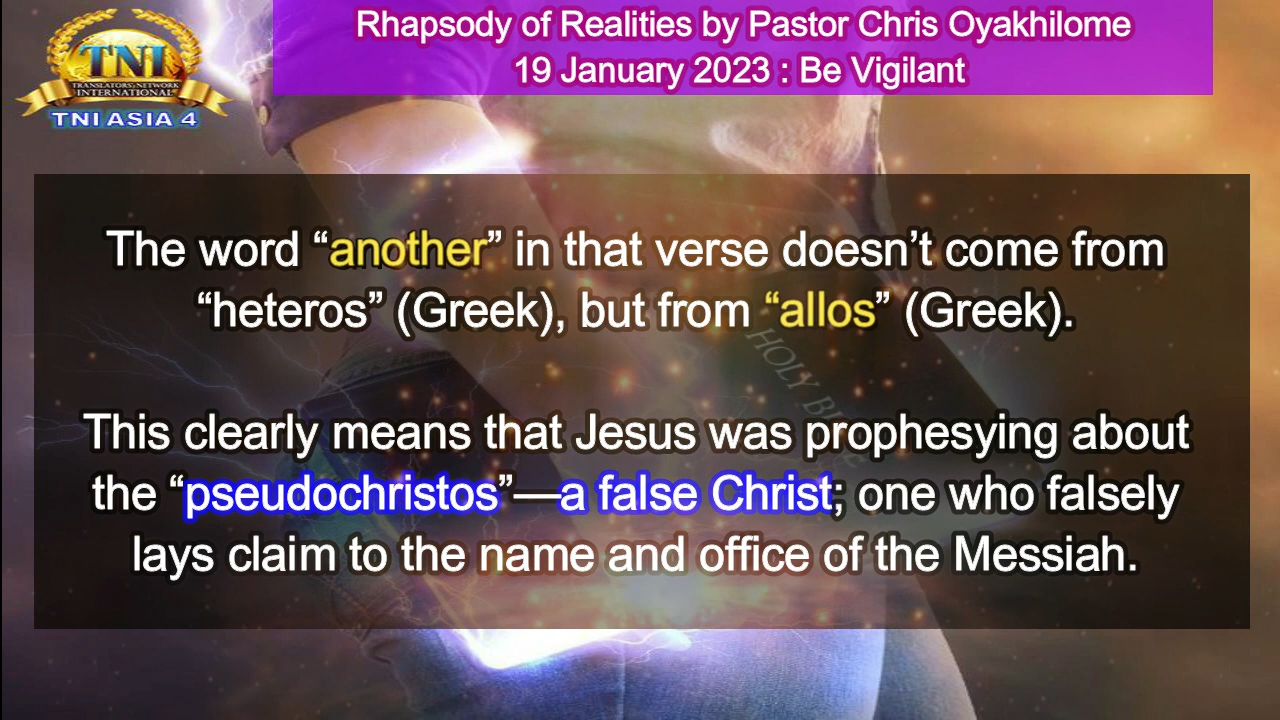 TNI
TRANSLATORS' NETWORK
INTERNATIONAL
TNI ASIA 4
Rhapsody of Realities by Pastor Chris Oyakhilome
19 January 2023 : Be Vigilant
The word “another” in that verse doesn’t come from
“heteros” (Greek), but from “allos” (Greek).
HOLY BIBLE
This clearly means that Jesus was prophesying about
the “pseudochristos”—a false Christ; one who falsely
lays claim to the name and office of the Messiah.